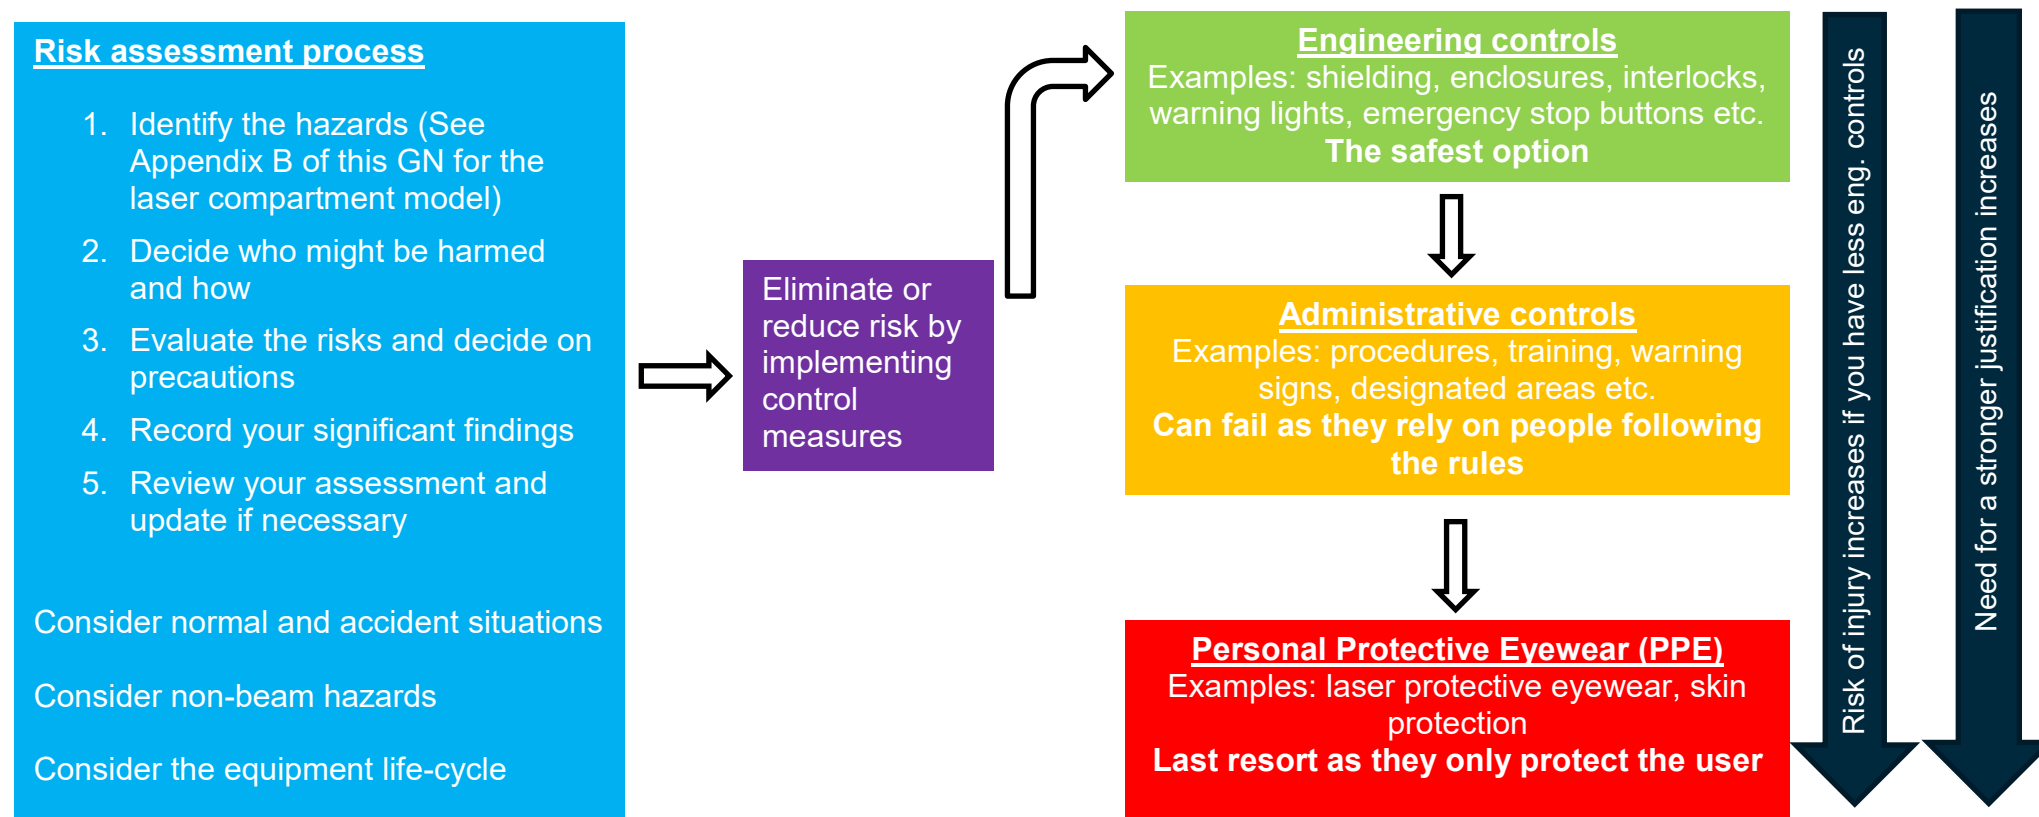 Risk assessment process
1. Identify the hazards (See
Appendix B of this GN for the
laser compartment model)
2. Decide who might be harmed
and how
3. Evaluate the risks and decide on
precautions
4. Record your significant findings
5. Review your assessment and
update if necessary
Consider normal and accident situations
Consider non-beam hazards
Consider the equipment life-cycle
Eliminate or
reduce risk by
implementing
control
measures
Engineering controls
Examples: shielding, enclosures, interlocks,
warning lights, emergency stop buttons etc.
The safest option
Administrative controls
Examples: procedures, training, warning
signs, designated areas etc.
Can fail as they rely on people following
the rules
Personal Protective Eyewear (PPE)
Examples: laser protective eyewear, skin
protection
Last resort as they only protect the user
Risk of injury increases if you have less eng. controls
Need for a stronger justification increases